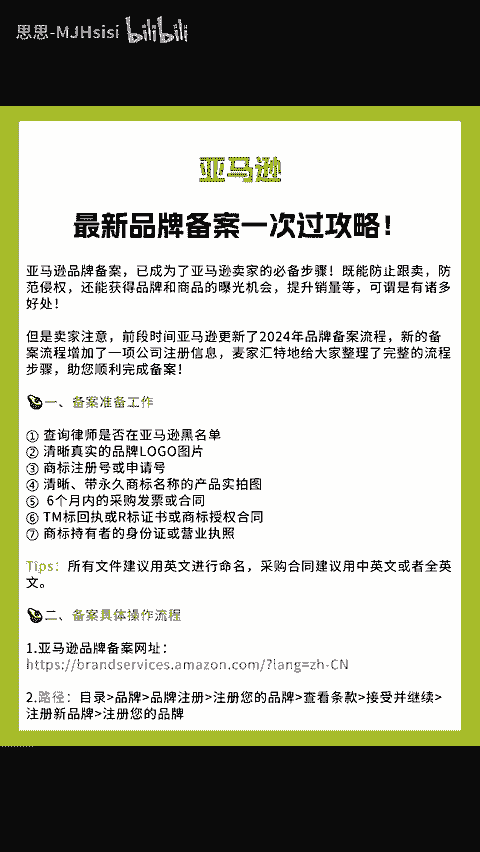 思思-MJHsisi bilibili
亚马逊
最新品牌备案一次过攻略！
亚马逊品牌备案，已成为了亚马逊卖家的必备步骤！既能防止跟卖，防
范侵权，还能获得品牌和商品的曝光机会，提升销量等，可谓是有诸多
好处！
但是卖家注意，前段时间亚马逊更新了2024年品牌备案流程，新的备
案流程增加了一项公司注册信息，麦家汇特地给大家整理了完整的流程
步骤，助您顺利完成备案！
一、备案准备工作
① 查询律师是否在亚马逊黑名单
② 清晰真实的品牌LOGO图片
③ 商标注册号或申请号
④ 清晰、带永久商标名称的产品实拍图
⑤ 6个月内的采购发票或合同
⑥ TM标回执或R标证书或商标授权合同
⑦ 商标持有者的身份证或营业执照
Tips：所有文件建议用英文进行命名，采购合同建议用中英文或者全英
文。
二、备案具体操作流程
1.亚马逊品牌备案网址：
https://brandservices.amazon.com/?lang=zh-CN
2.路径：目录>品牌>品牌注册>注册您的品牌>查看条款>接受并继续>
注册新品牌>注册您的品牌